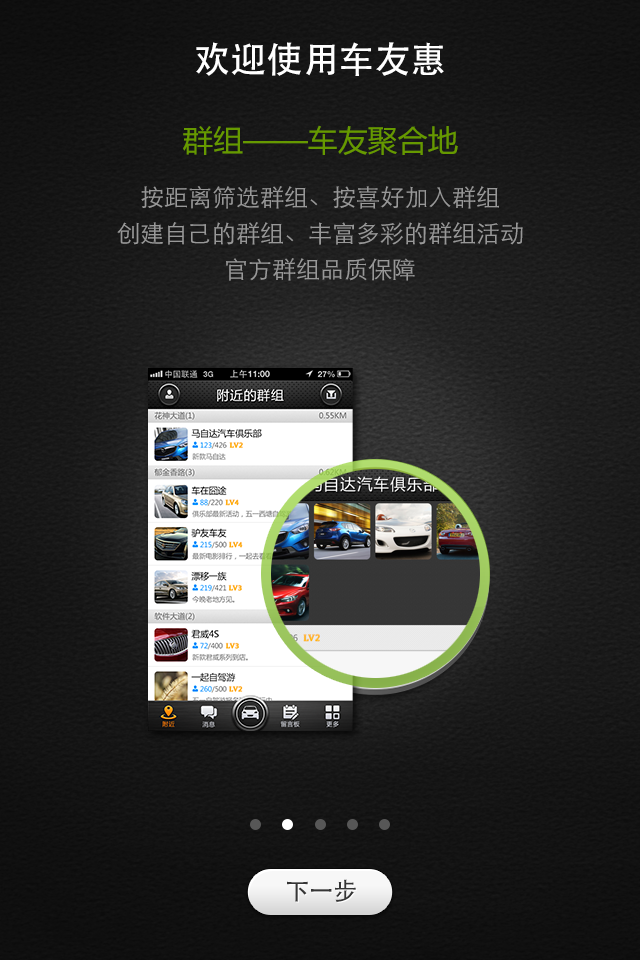 欢迎使用车友惠
群组——车友聚合地
按距离筛选群组、按喜好加入群组
创建自己的群组、丰富多彩的群组活动
官方群组品质保障
中国联通 3G 上午11:00 27%
附近的群组
花神大道(1) 0.55KM
马自达汽车俱乐部
123/426 LV2
新款马自达
郁金香路(3) 0.62KM
车在囧途
88/220 LV4
俱乐部最新活动，五一西塘自驾
驴友车友
215/500 LV4
最新电影排行，一起去看
漂移一族
219/421 LV3
今晚老地方见。
软件大道(2)
君威4S
72/400 LV3
新款君威系列到店。
一起自驾游
260/500 LV2
马自达汽车俱乐部
LV2
附近 消息 留言板 更多
下一步